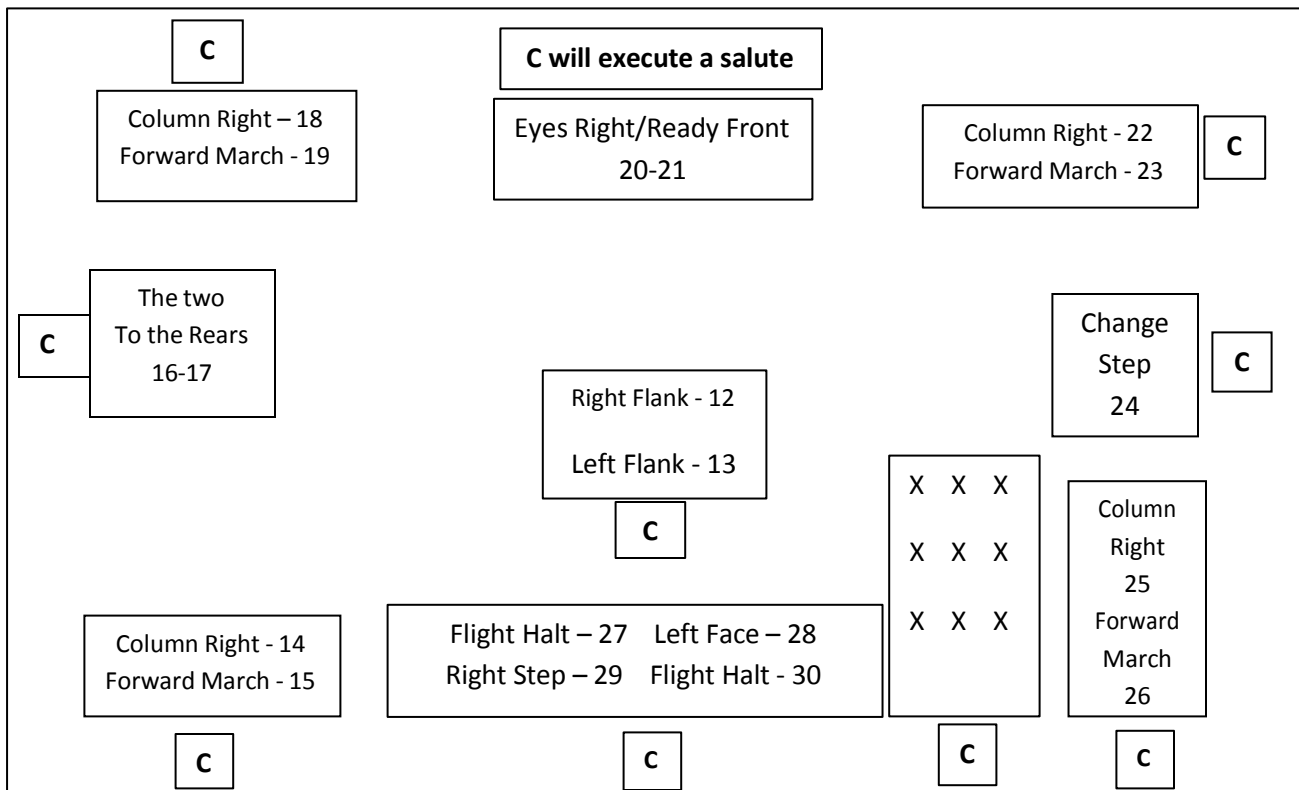 C
C will execute a salute
Column Right – 18
Forward March - 19
Eyes Right/Ready Front
20-21
Column Right - 22
Forward March - 23
C
C
The two
To the Rears
16-17
Change
Step
24
C
Right Flank - 12
Left Flank - 13
C
X X X
X X X
X X X
Column
Right
25
Forward
March
26
Column Right - 14
Forward March - 15
Flight Halt – 27 Left Face – 28
Right Step – 29 Flight Halt - 30
C
C
C
C